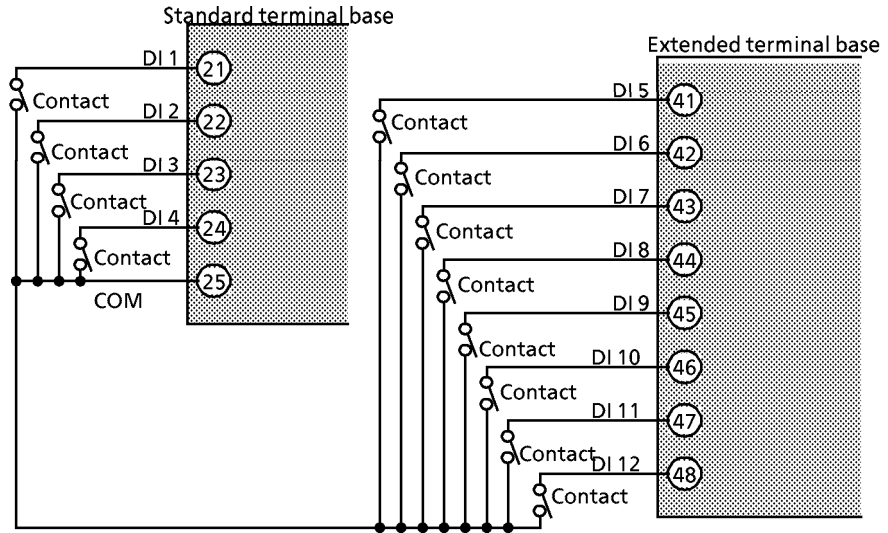 Standard terminal base
DI 1
21
Contact
DI 2
22
Contact
DI 3
23
Contact
DI 4
24
Contact
25
COM
Extended terminal base
DI 5
41
Contact
DI 6
42
Contact
DI 7
43
Contact
DI 8
44
Contact
DI 9
45
Contact
DI 10
46
Contact
DI 11
47
Contact
DI 12
48
Contact